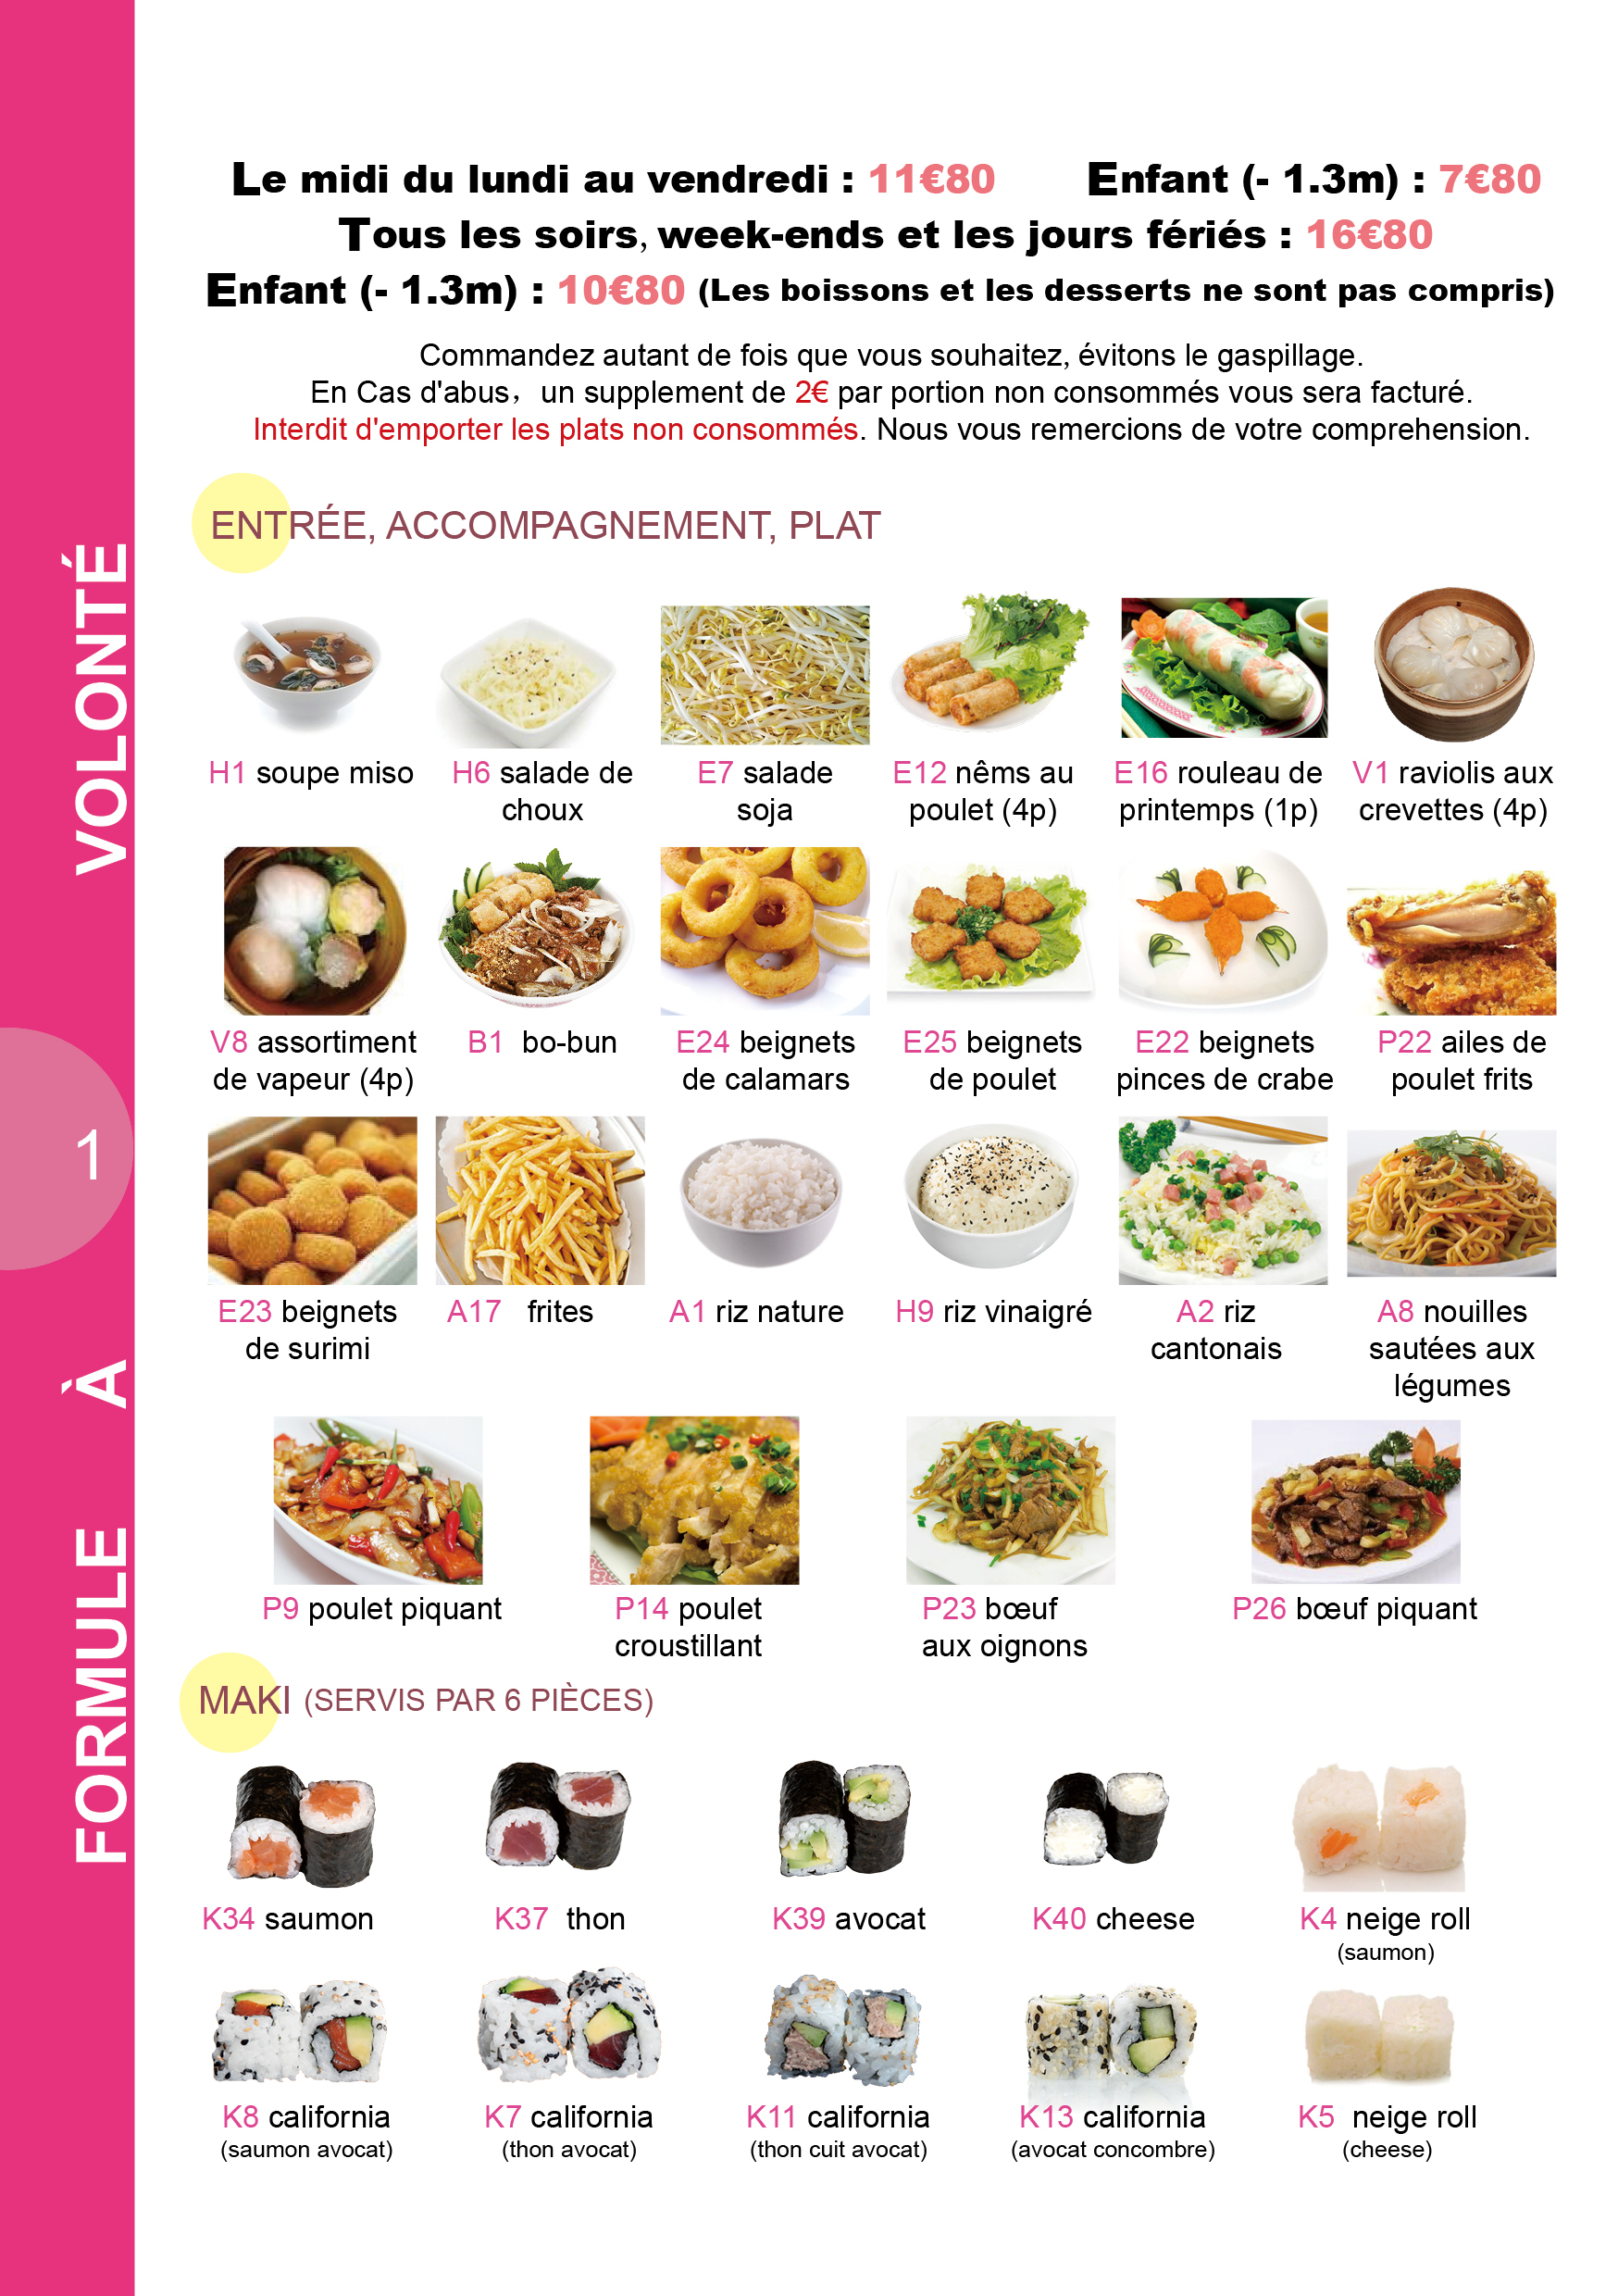 Le midi du lundi au vendredi : 11€80 Enfant (- 1.3m) : 7€80
Tous les soirs, week-ends et les jours fériés : 16€80
Enfant (- 1.3m) : 10€80 (Les boissons et les desserts ne sont pas compris)
Commandez autant de fois que vous souhaitez, évitons le gaspillage.
En Cas d'abus, un supplement de 2€ par portion non consommés vous sera facturé.
Interdit d'emporter les plats non consommés. Nous vous remercions de votre comprehension.
FORMULE À VOLONTÉ
1
ENTRÉE, ACCOMPAGNEMENT, PLAT
H1 soupe miso
H6 salade de
choux
E7 salade
soja
E12 nêms au
poulet (4p)
E16 rouleau de
printemps (1p)
V1 raviolis aux
crevettes (4p)
V8 assortiment
de vapeur (4p)
B1 bo-bun
E24 beignets
de calamars
E25 beignets
de poulet
E22 beignets
pinces de crabe
P22 ailes de
poulet frits
E23 beignets
de surimi
A17 frites
A1 riz nature
H9 riz vinaigré
A2 riz
cantonais
A8 nouilles
sautées aux
légumes
P9 poulet piquant
P14 poulet
croustillant
P23 bœuf
aux oignons
P26 bœuf piquant
MAKI (SERVIS PAR 6 PIÈCES)
K34 saumon
K37 thon
K39 avocat
K40 cheese
K4 neige roll
(saumon)
K8 california
(saumon avocat)
K7 california
(thon avocat)
K11 california
(thon cuit avocat)
K13 california
(avocat concombre)
K5 neige roll
(cheese)